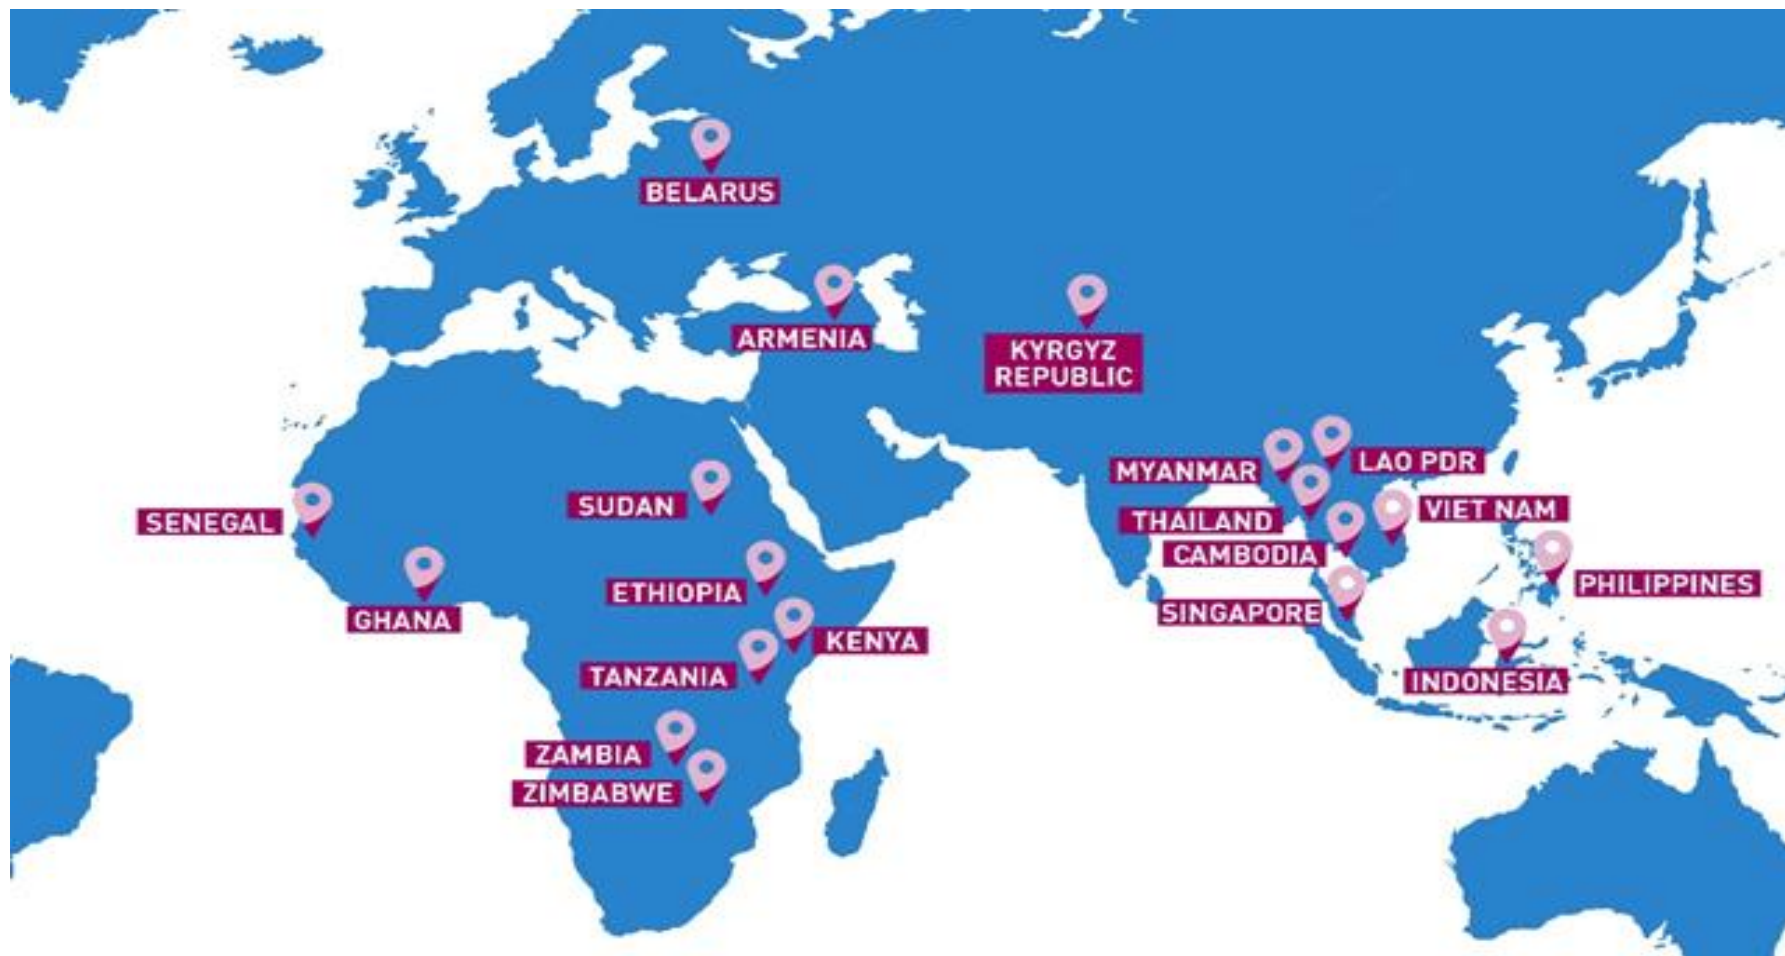 BELARUS
ARMENIA
KYRGYZ
REPUBLIC
MYANMAR
LAO PDR
SENEGAL
SUDAN
THAILAND
VIET NAM
CAMBODIA
GHANA
ETHIOPIA
PHILIPPINES
SINGAPORE
KENYA
TANZANIA
INDONESIA
ZAMBIA
ZIMBABWE